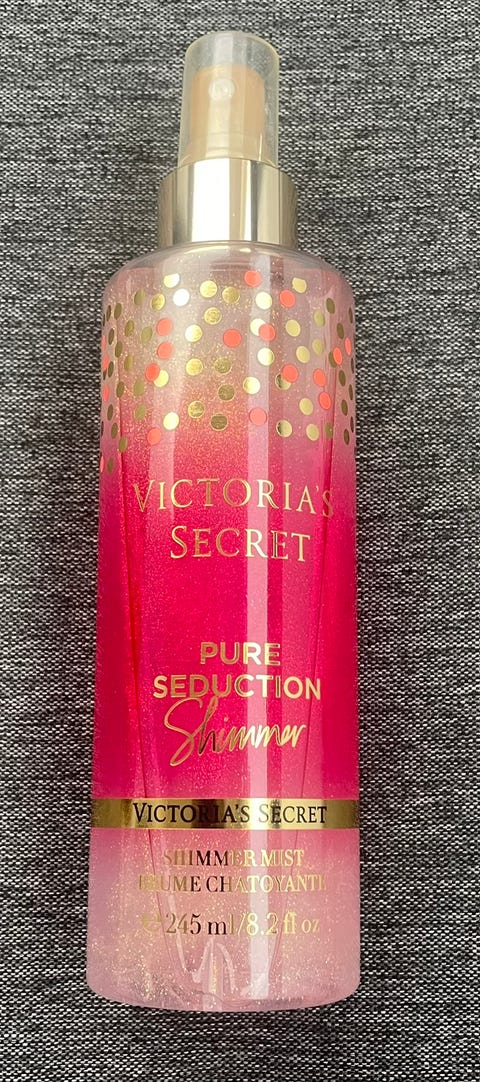 VICTORIA'S
SECRET
PURE
SEDUCTION
Shimmer
VICTORIA'S SECRET
SHIMMER MIST
BRUME CHATOYANTE
℮ 245 ml/8.2 fl oz